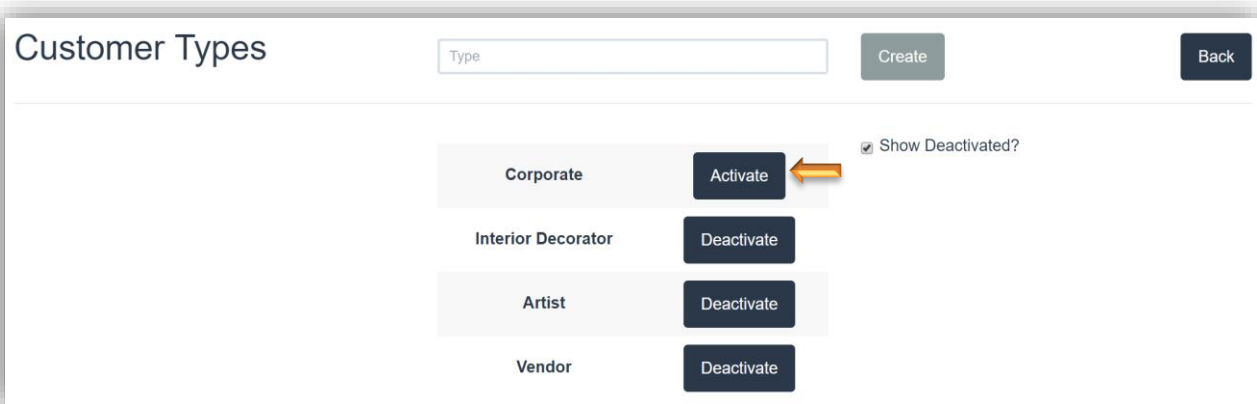 Customer Types
Type
Create
Back
Show Deactivated?
Corporate
Activate
Interior Decorator
Deactivate
Artist
Deactivate
Vendor
Deactivate